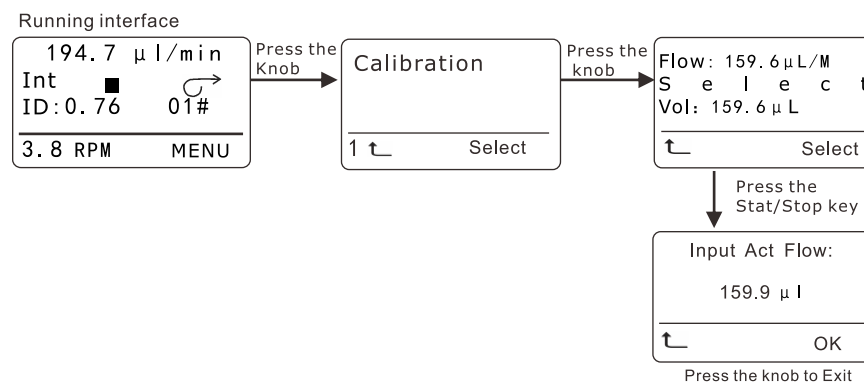 Running interface
194.7 μl/min
Int
ID:0.76 01#
3.8 RPM MENU
Press the
Knob
Calibration
1 Select
Press the
knob
Flow: 159.6μL/M
S e l e c t
Vol: 159.6μL
Select
Press the
Stat/Stop key
Input Act Flow:
159.9 μl
OK
Press the knob to Exit